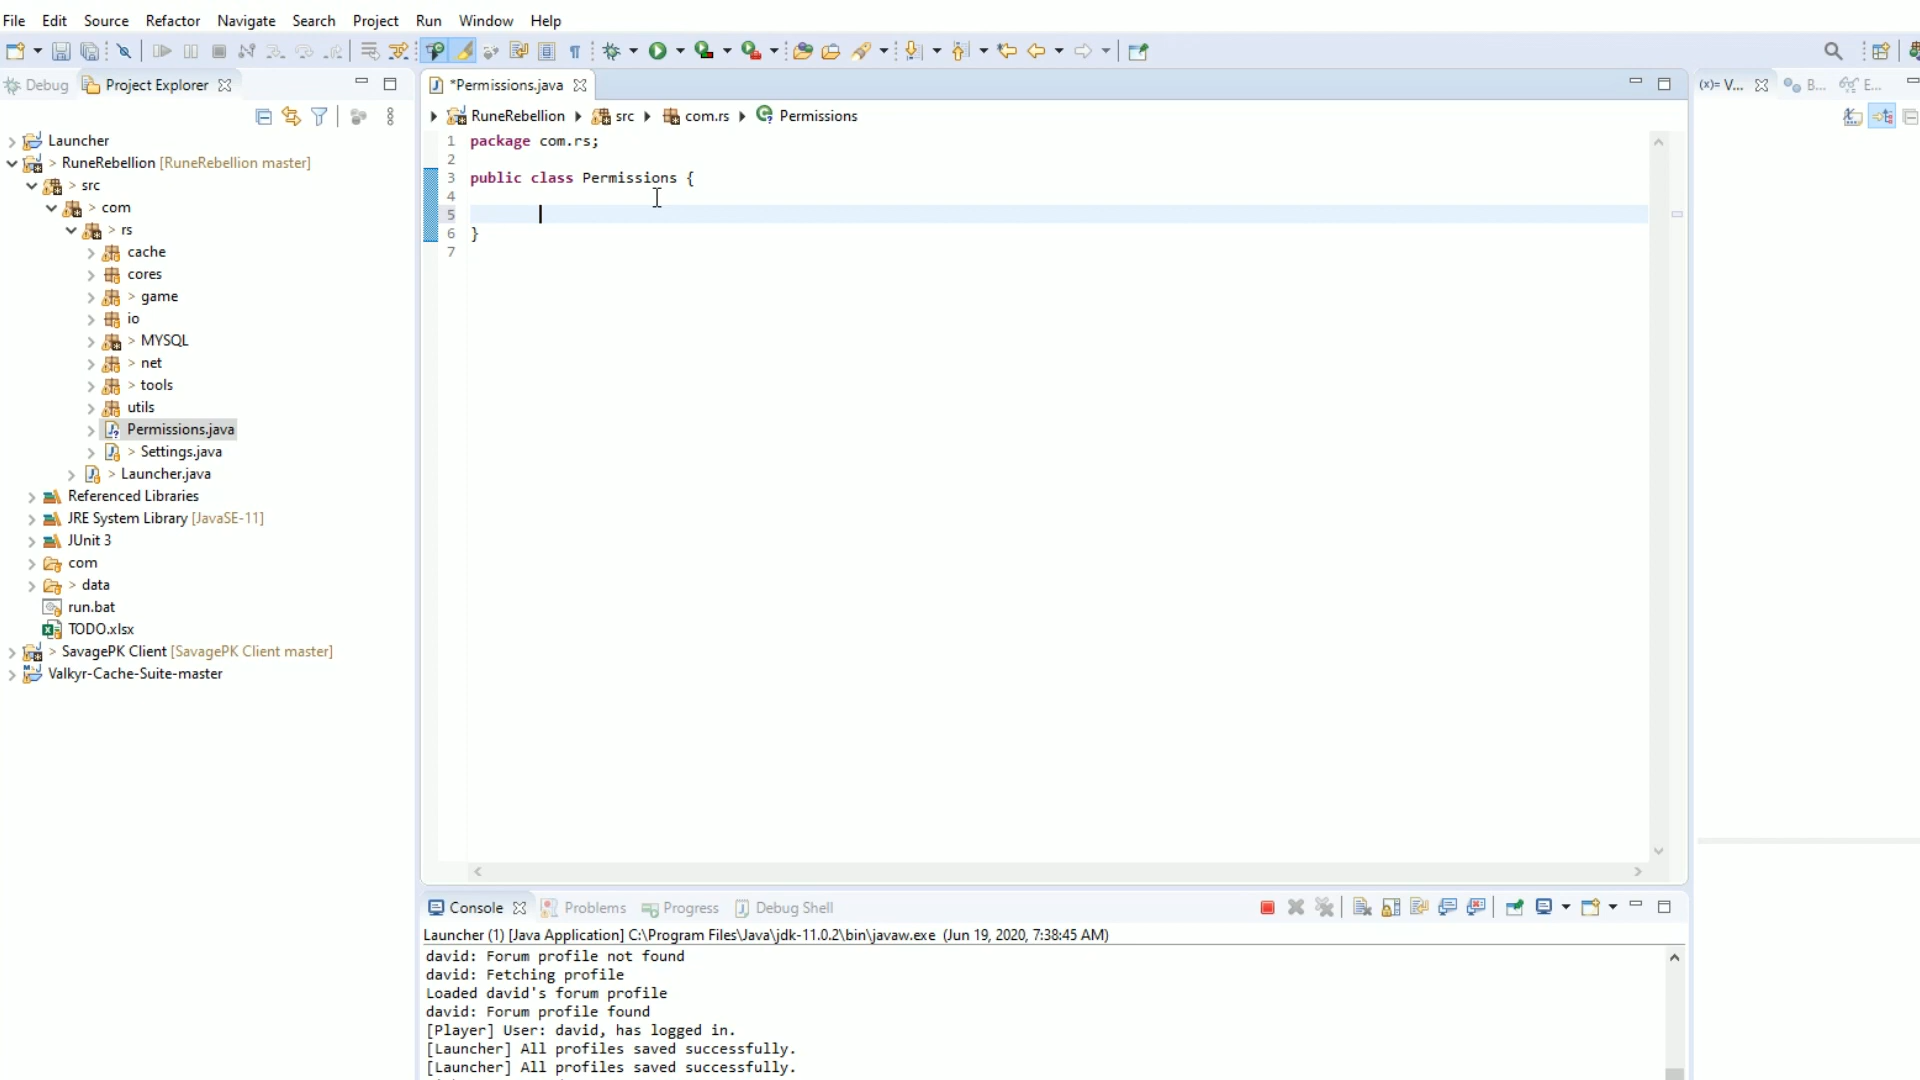 File Edit Source Refactor Navigate Search Project Run Window Help
Debug Project Explorer
*Permissions.java
(x)= V... B... E...
RuneRebellion src com.rs Permissions
Launcher
> RuneRebellion [RuneRebellion master]
> src
> com
> rs
cache
cores
> game
io
> MYSQL
> net
> tools
utils
Permissions.java
> Settings.java
> Launcher.java
Referenced Libraries
JRE System Library [JavaSE-11]
JUnit 3
com
> data
run.bat
TODO.xlsx
> SavagePK Client [SavagePK Client master]
Valkyr-Cache-Suite-master
1 package com.rs;
2
3 public class Permissions {
4
5
6 }
7
Console Problems Progress Debug Shell
Launcher (1) [Java Application] C:\Program Files\Java\jdk-11.0.2\bin\javaw.exe (Jun 19, 2020, 7:38:45 AM)
david: Forum profile not found
david: Fetching profile
Loaded david's forum profile
david: Forum profile found
[Player] User: david, has logged in.
[Launcher] All profiles saved successfully.
[Launcher] All profiles saved successfully.